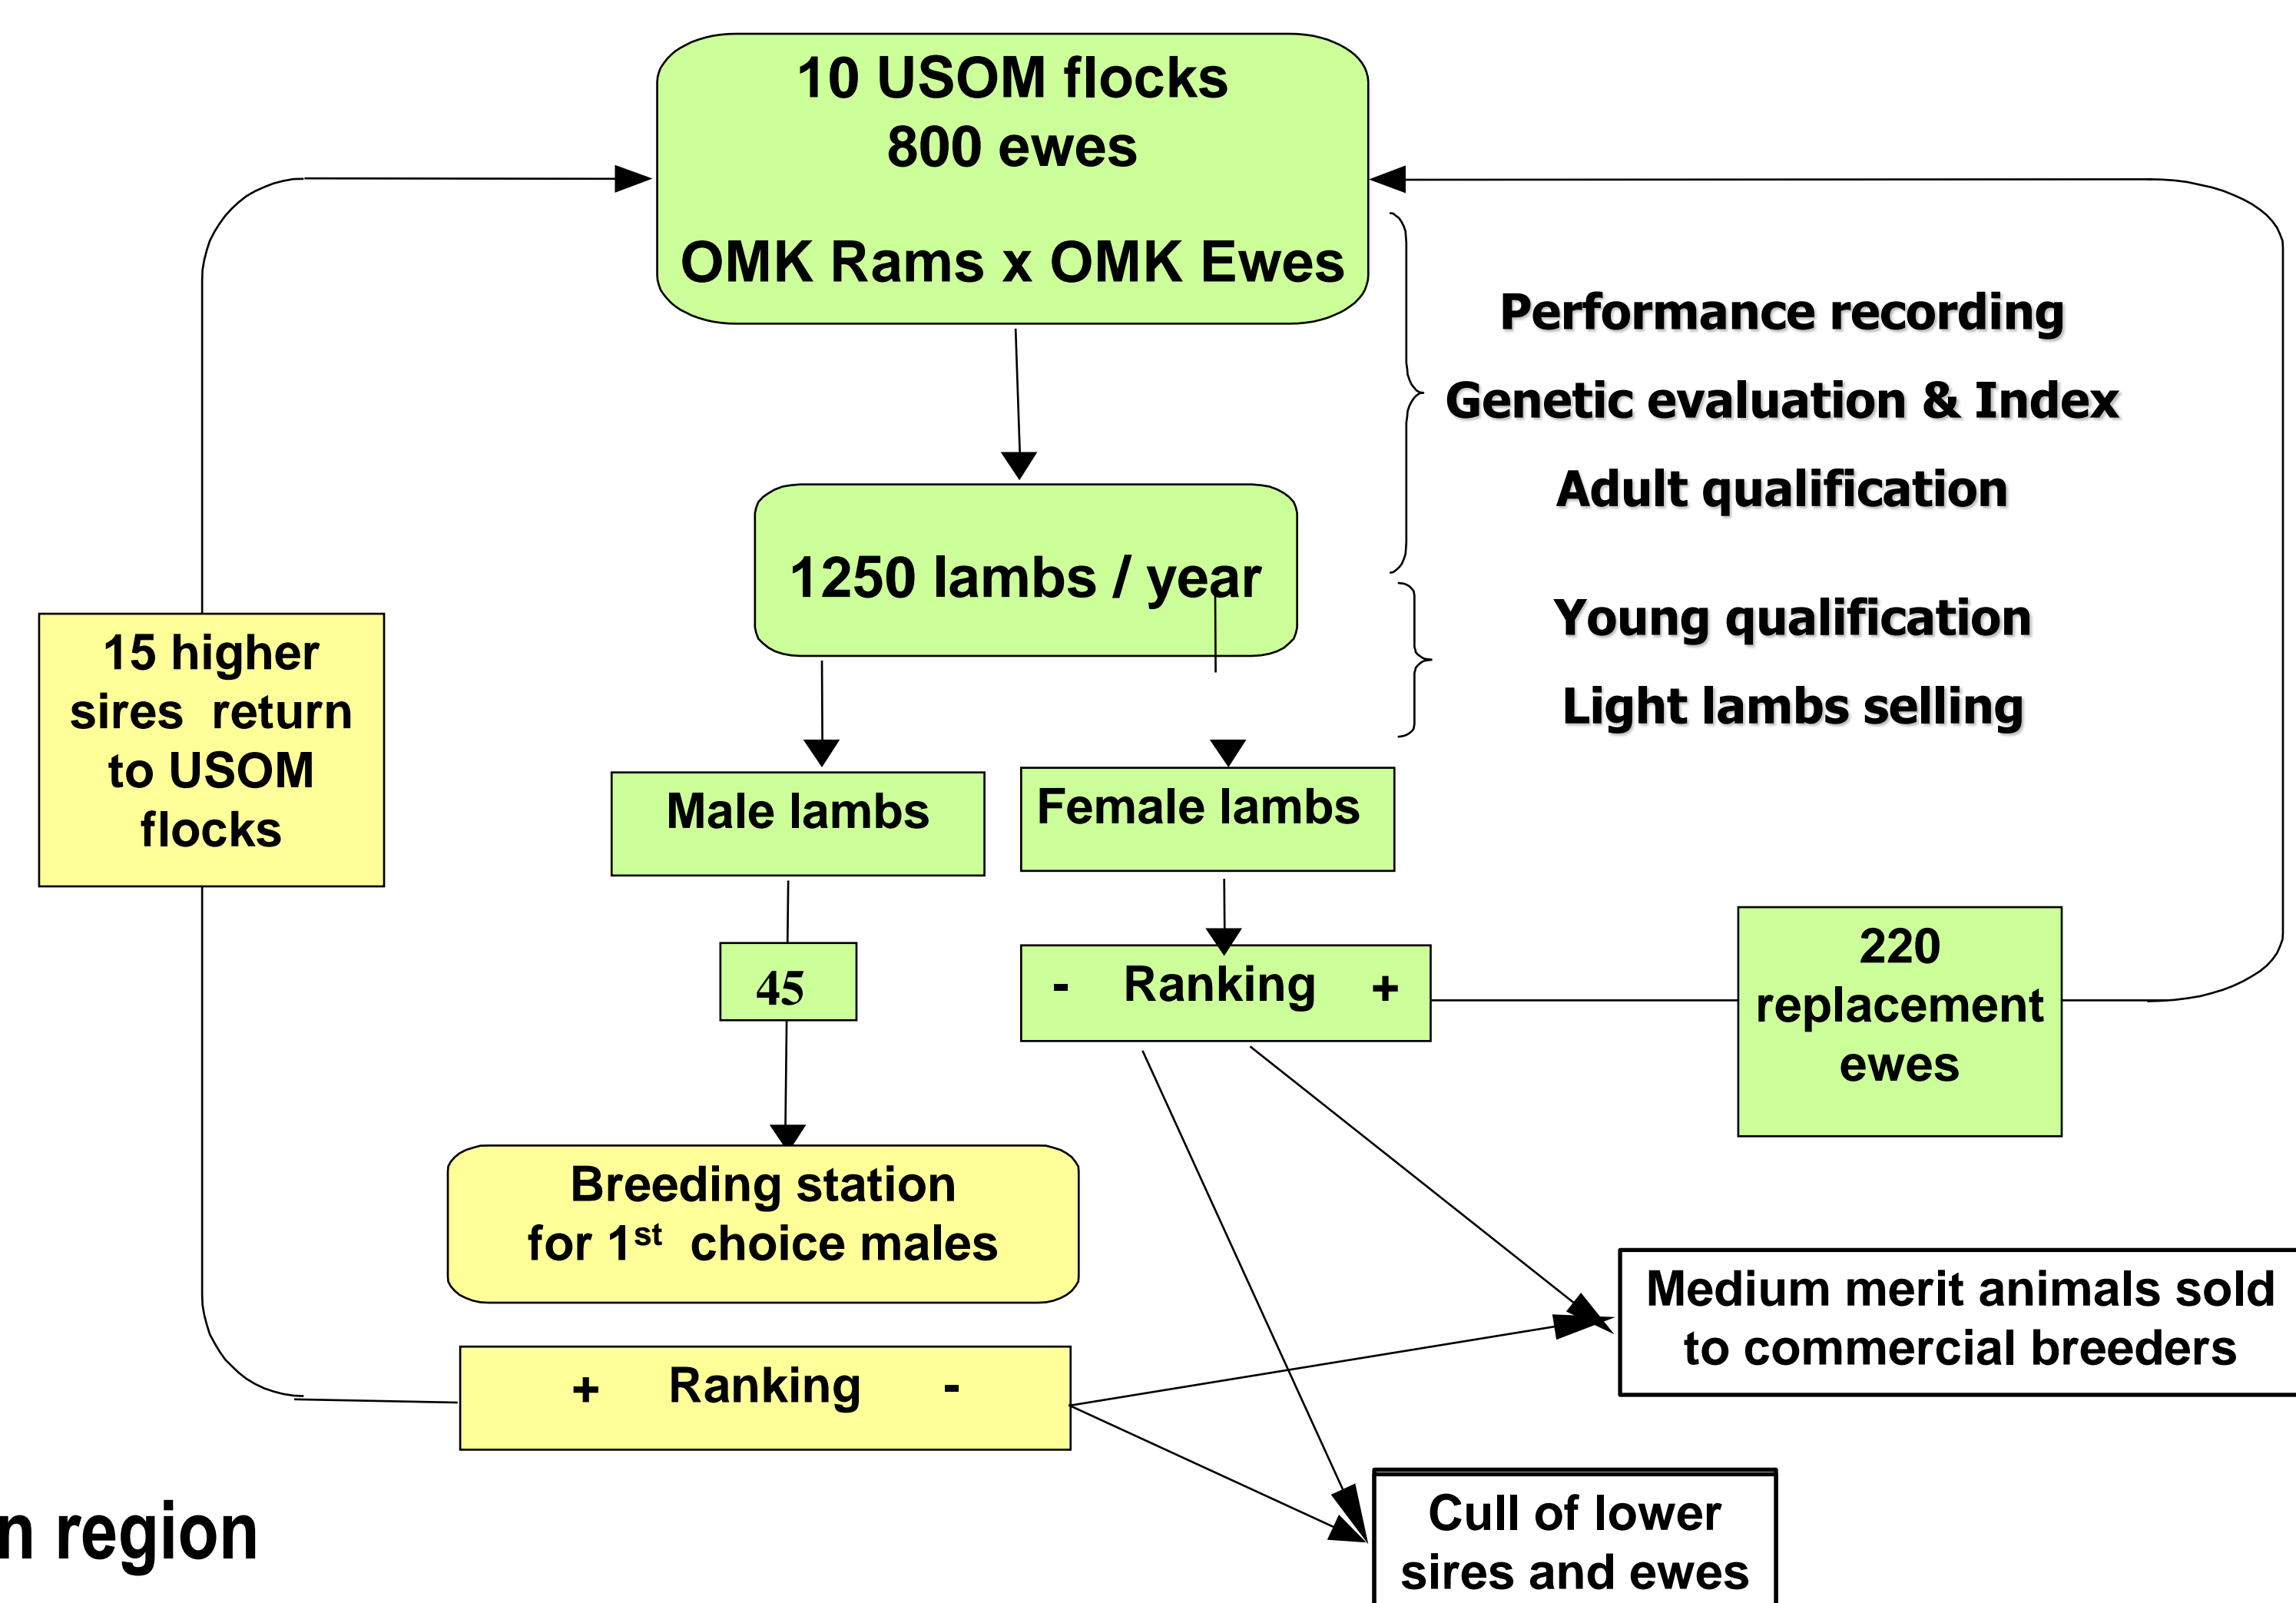 10 USOM flocks
800 ewes
OMK Rams x OMK Ewes
Performance recording
Genetic evaluation & Index
Adult qualification
1250 lambs / year
Young qualification
Light lambs selling
15 higher
sires return
to USOM
flocks
Male lambs
Female lambs
45
- Ranking +
220
replacement
ewes
Breeding station
for 1st choice males
+ Ranking -
Medium merit animals sold
to commercial breeders
Cull of lower
sires and ewes
n region